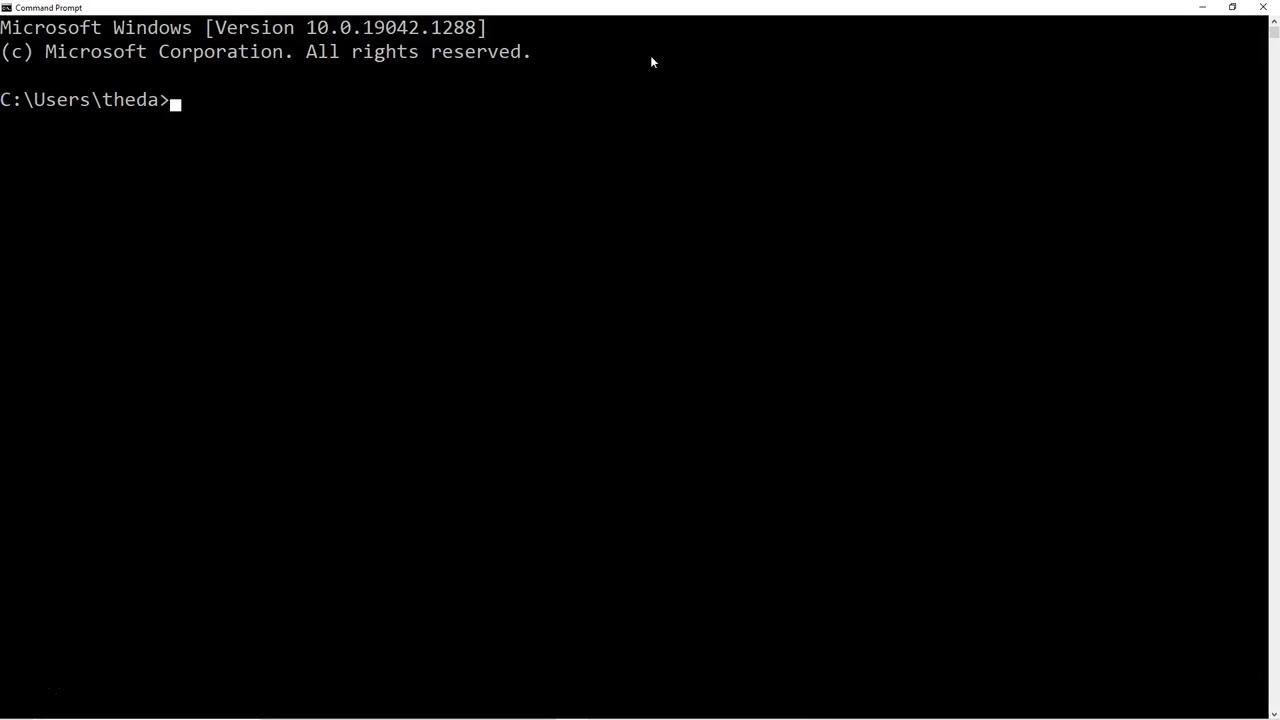 Command Prompt
Microsoft Windows [Version 10.0.19042.1288]
(c) Microsoft Corporation. All rights reserved.
C:\Users\theda>